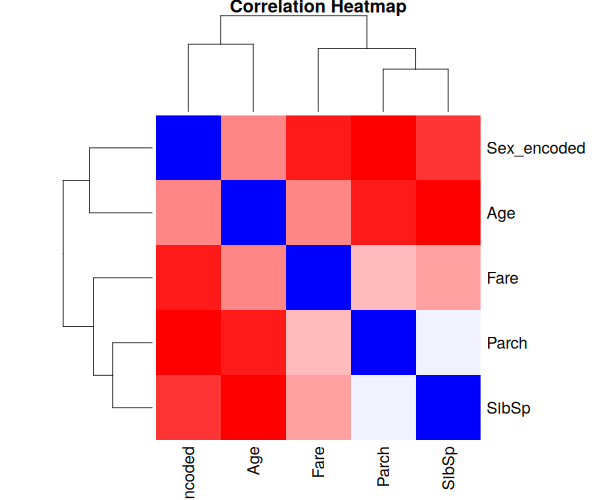 Correlation Heatmap
Sex_encoded
Age
Fare
Parch
SibSp
ncoded
Age
Fare
Parch
SibSp